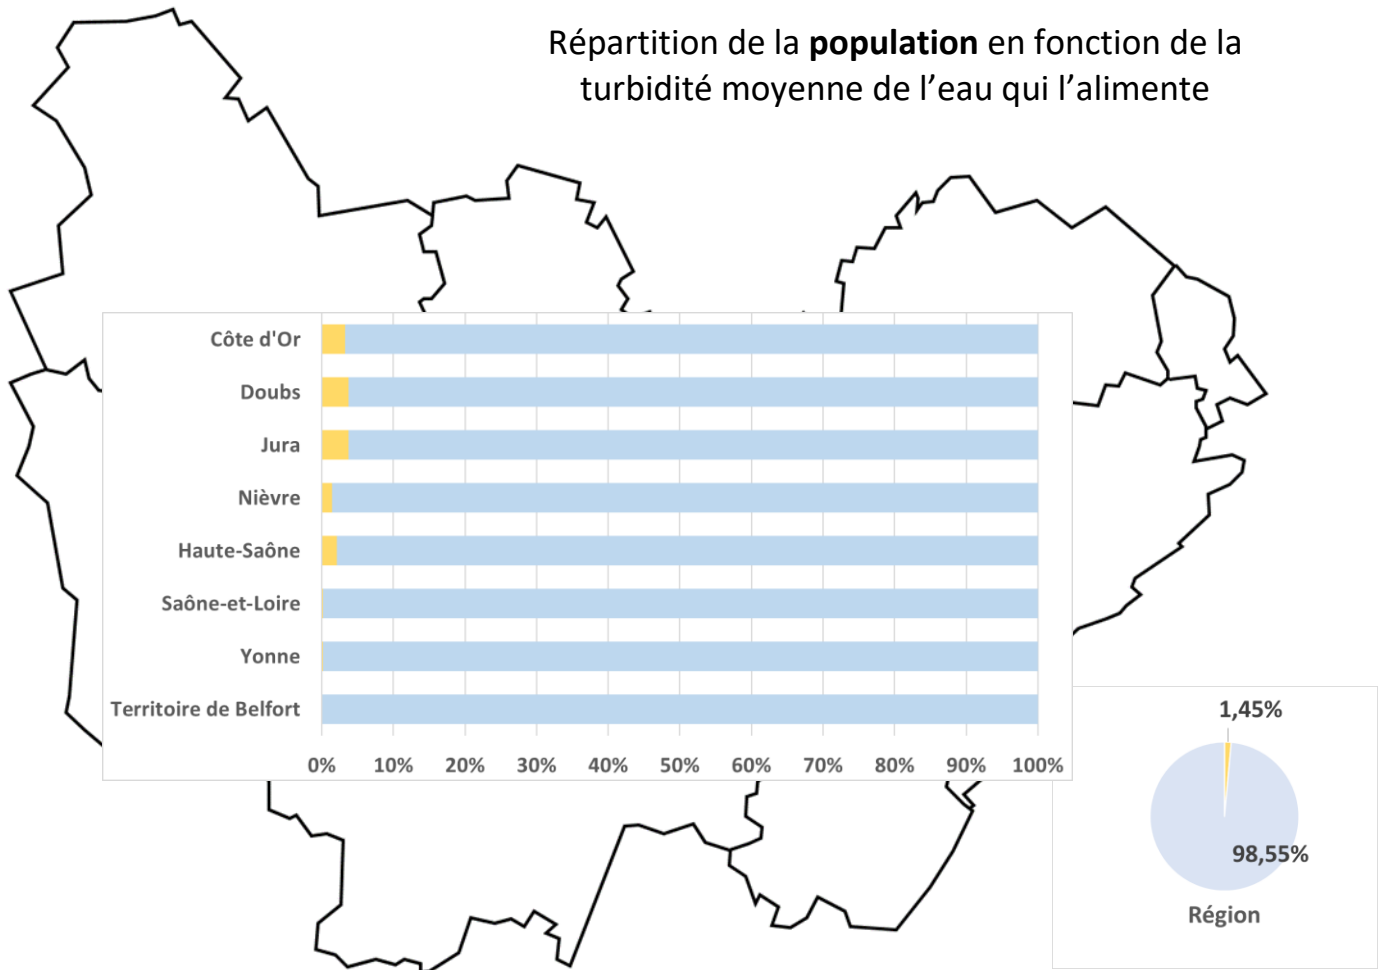 Répartition de la population en fonction de la
turbidité moyenne de l’eau qui l’alimente
Côte d'Or
Doubs
Jura
Nièvre
Haute-Saône
Saône-et-Loire
Yonne
Territoire de Belfort
0% 10% 20% 30% 40% 50% 60% 70% 80% 90% 100%
1,45%
98,55%
Région